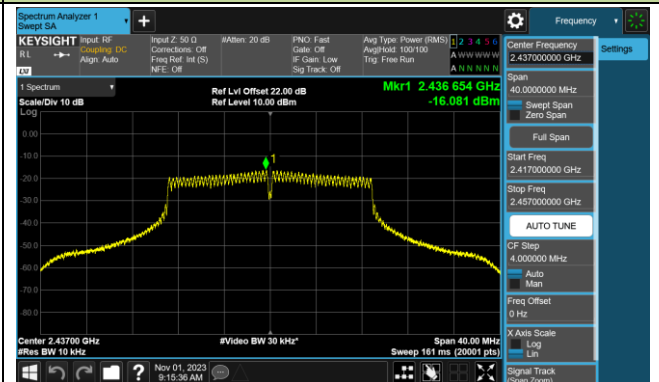 Spectrum Analyzer 1
Swept SA
+
Frequency
KEYSIGHT
RL
Input: RF
Coupling: DC
Align: Auto
Input Z: 50 Ω
Corrections: Off
Freq Ref: Int (S)
NFE: Off
#Atten: 20 dB
PNO: Fast
Gate: Off
IF Gain: Low
Sig Track: Off
Avg Type: Power (RMS)
Avg|Hold: 100/100
Trig: Free Run
1 2 3 4 5 6
A W W W W W
A N N N N N
1 Spectrum
Scale/Div 10 dB
Log
Ref Lvl Offset 22.00 dB
Ref Level 10.00 dBm
Mkr1 2.436 654 GHz
-16.081 dBm
1
0.00
-10.0
-20.0
-30.0
-40.0
-50.0
-60.0
-70.0
-80.0
Center 2.43700 GHz
#Res BW 10 kHz
#Video BW 30 kHz*
Span 40.00 MHz
Sweep 161 ms (20001 pts)
Nov 01, 2023
9:15:36 AM
Settings
Center Frequency
2.437000000 GHz
Span
40.0000000 MHz
Swept Span
Zero Span
Full Span
Start Freq
2.417000000 GHz
Stop Freq
2.457000000 GHz
AUTO TUNE
CF Step
4.000000 MHz
Auto
Man
Freq Offset
0 Hz
X Axis Scale
Log
Lin
Signal Track
(Span Zoom)